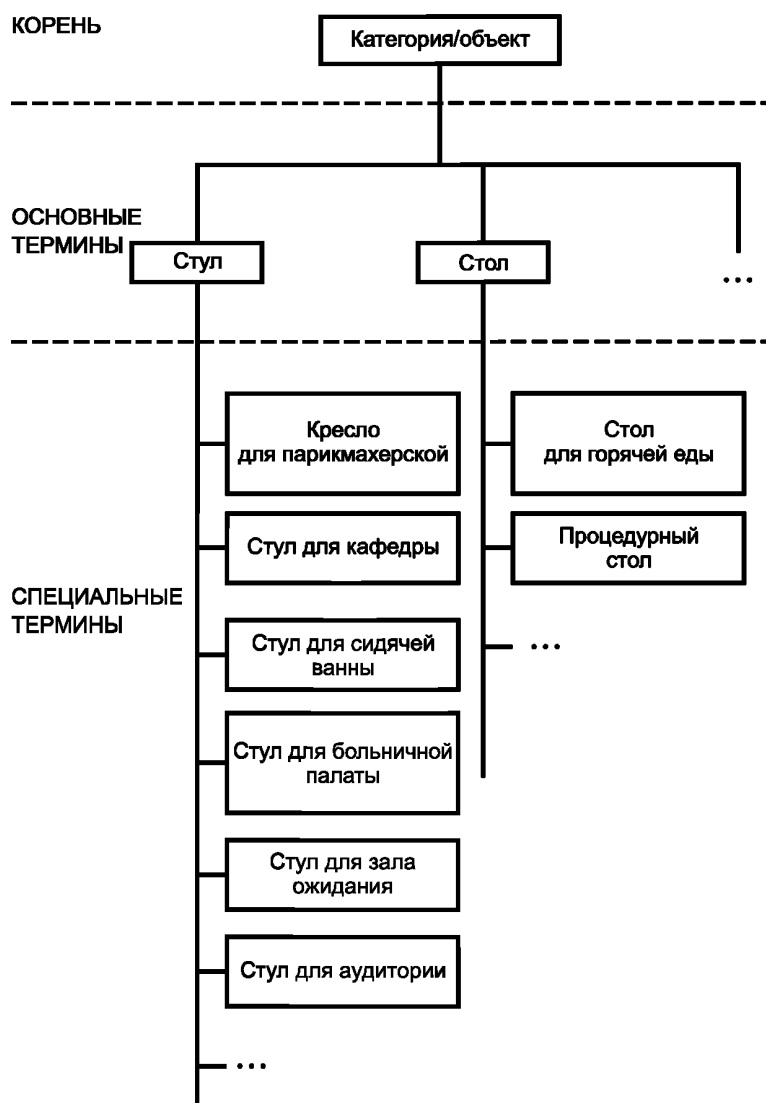 КОРЕНЬ
Категория/объект
ОСНОВНЫЕ
ТЕРМИНЫ
Стул
Стол
...
СПЕЦИАЛЬНЫЕ
ТЕРМИНЫ
Кресло
для парикмахерской
Стул для кафедры
Стул для сидячей
ванны
Стул для больничной
палаты
Стул для зала
ожидания
Стул для аудитории
...
Стол
для горячей еды
Процедурный
стол
...